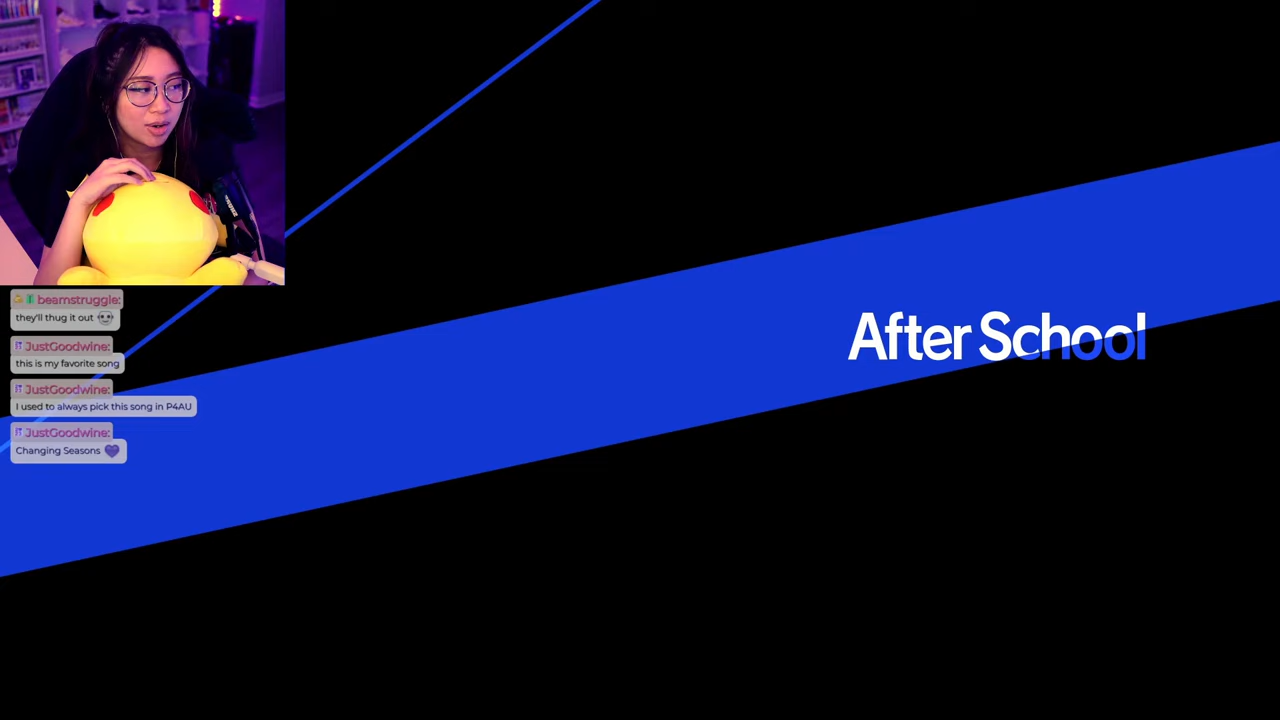 beamstruggle:
they'll thug it out
JustGoodwine:
this is my favorite song
JustGoodwine:
I used to always pick this song in P4AU
JustGoodwine:
Changing Seasons
After School